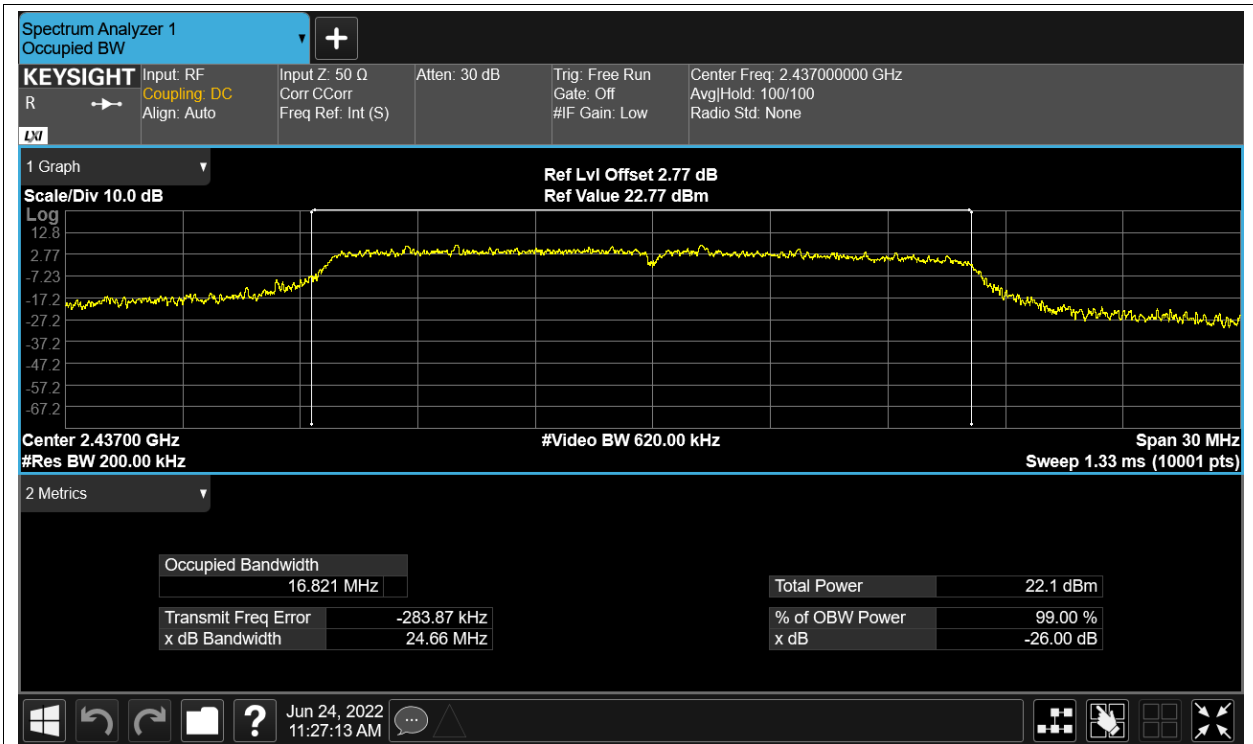 Spectrum Analyzer 1
Occupied BW
KEYSIGHT
R
LXI
Input: RF
Coupling: DC
Align: Auto
Input Z: 50 Ω
Corr CCorr
Freq Ref: Int (S)
Atten: 30 dB
Trig: Free Run
Gate: Off
#IF Gain: Low
Center Freq: 2.437000000 GHz
Avg|Hold: 100/100
Radio Std: None
1 Graph
Scale/Div 10.0 dB
Ref Lvl Offset 2.77 dB
Ref Value 22.77 dBm
Log
12.8
2.77
-7.23
-17.2
-27.2
-37.2
-47.2
-57.2
-67.2
Center 2.43700 GHz
#Video BW 620.00 kHz
Span 30 MHz
#Res BW 200.00 kHz
Sweep 1.33 ms (10001 pts)
2 Metrics
Occupied Bandwidth
16.821 MHz
Total Power 22.1 dBm
Transmit Freq Error -283.87 kHz
% of OBW Power 99.00 %
x dB Bandwidth 24.66 MHz
x dB -26.00 dB
?
Jun 24, 2022
11:27:13 AM